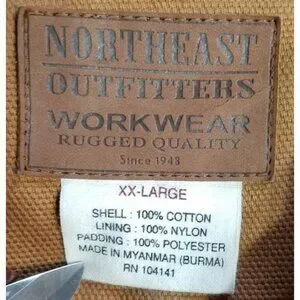 NORTHEAST
OUTFITTERS
WORKWEAR
RUGGED QUALITY
Since 1948
XX-LARGE
SHELL : 100% COTTON
LINING : 100% NYLON
PADDING : 100% POLYESTER
MADE IN MYANMAR (BURMA)
RN 104141